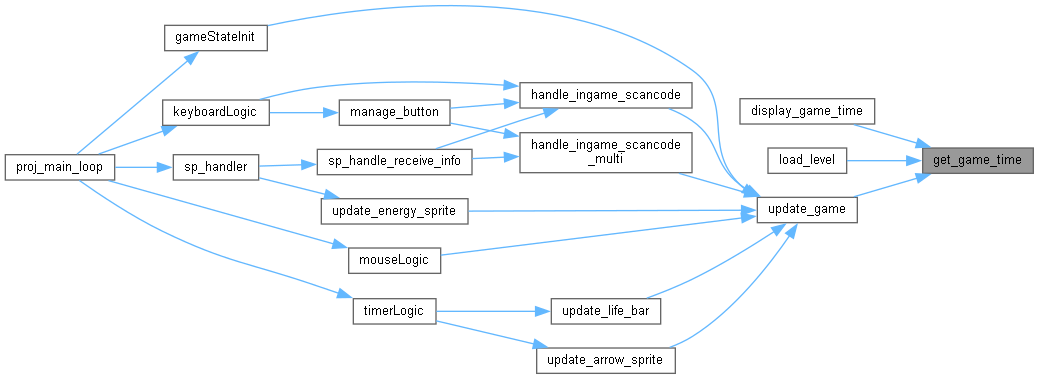 gameStateInit
handle_ingame_scancode
keyboardLogic
manage_button
display_game_time
handle_ingame_scancode
_multi
proj_main_loop
sp_handler
sp_handle_receive_info
load_level
get_game_time
update_energy_sprite
update_game
mouseLogic
timerLogic
update_life_bar
update_arrow_sprite